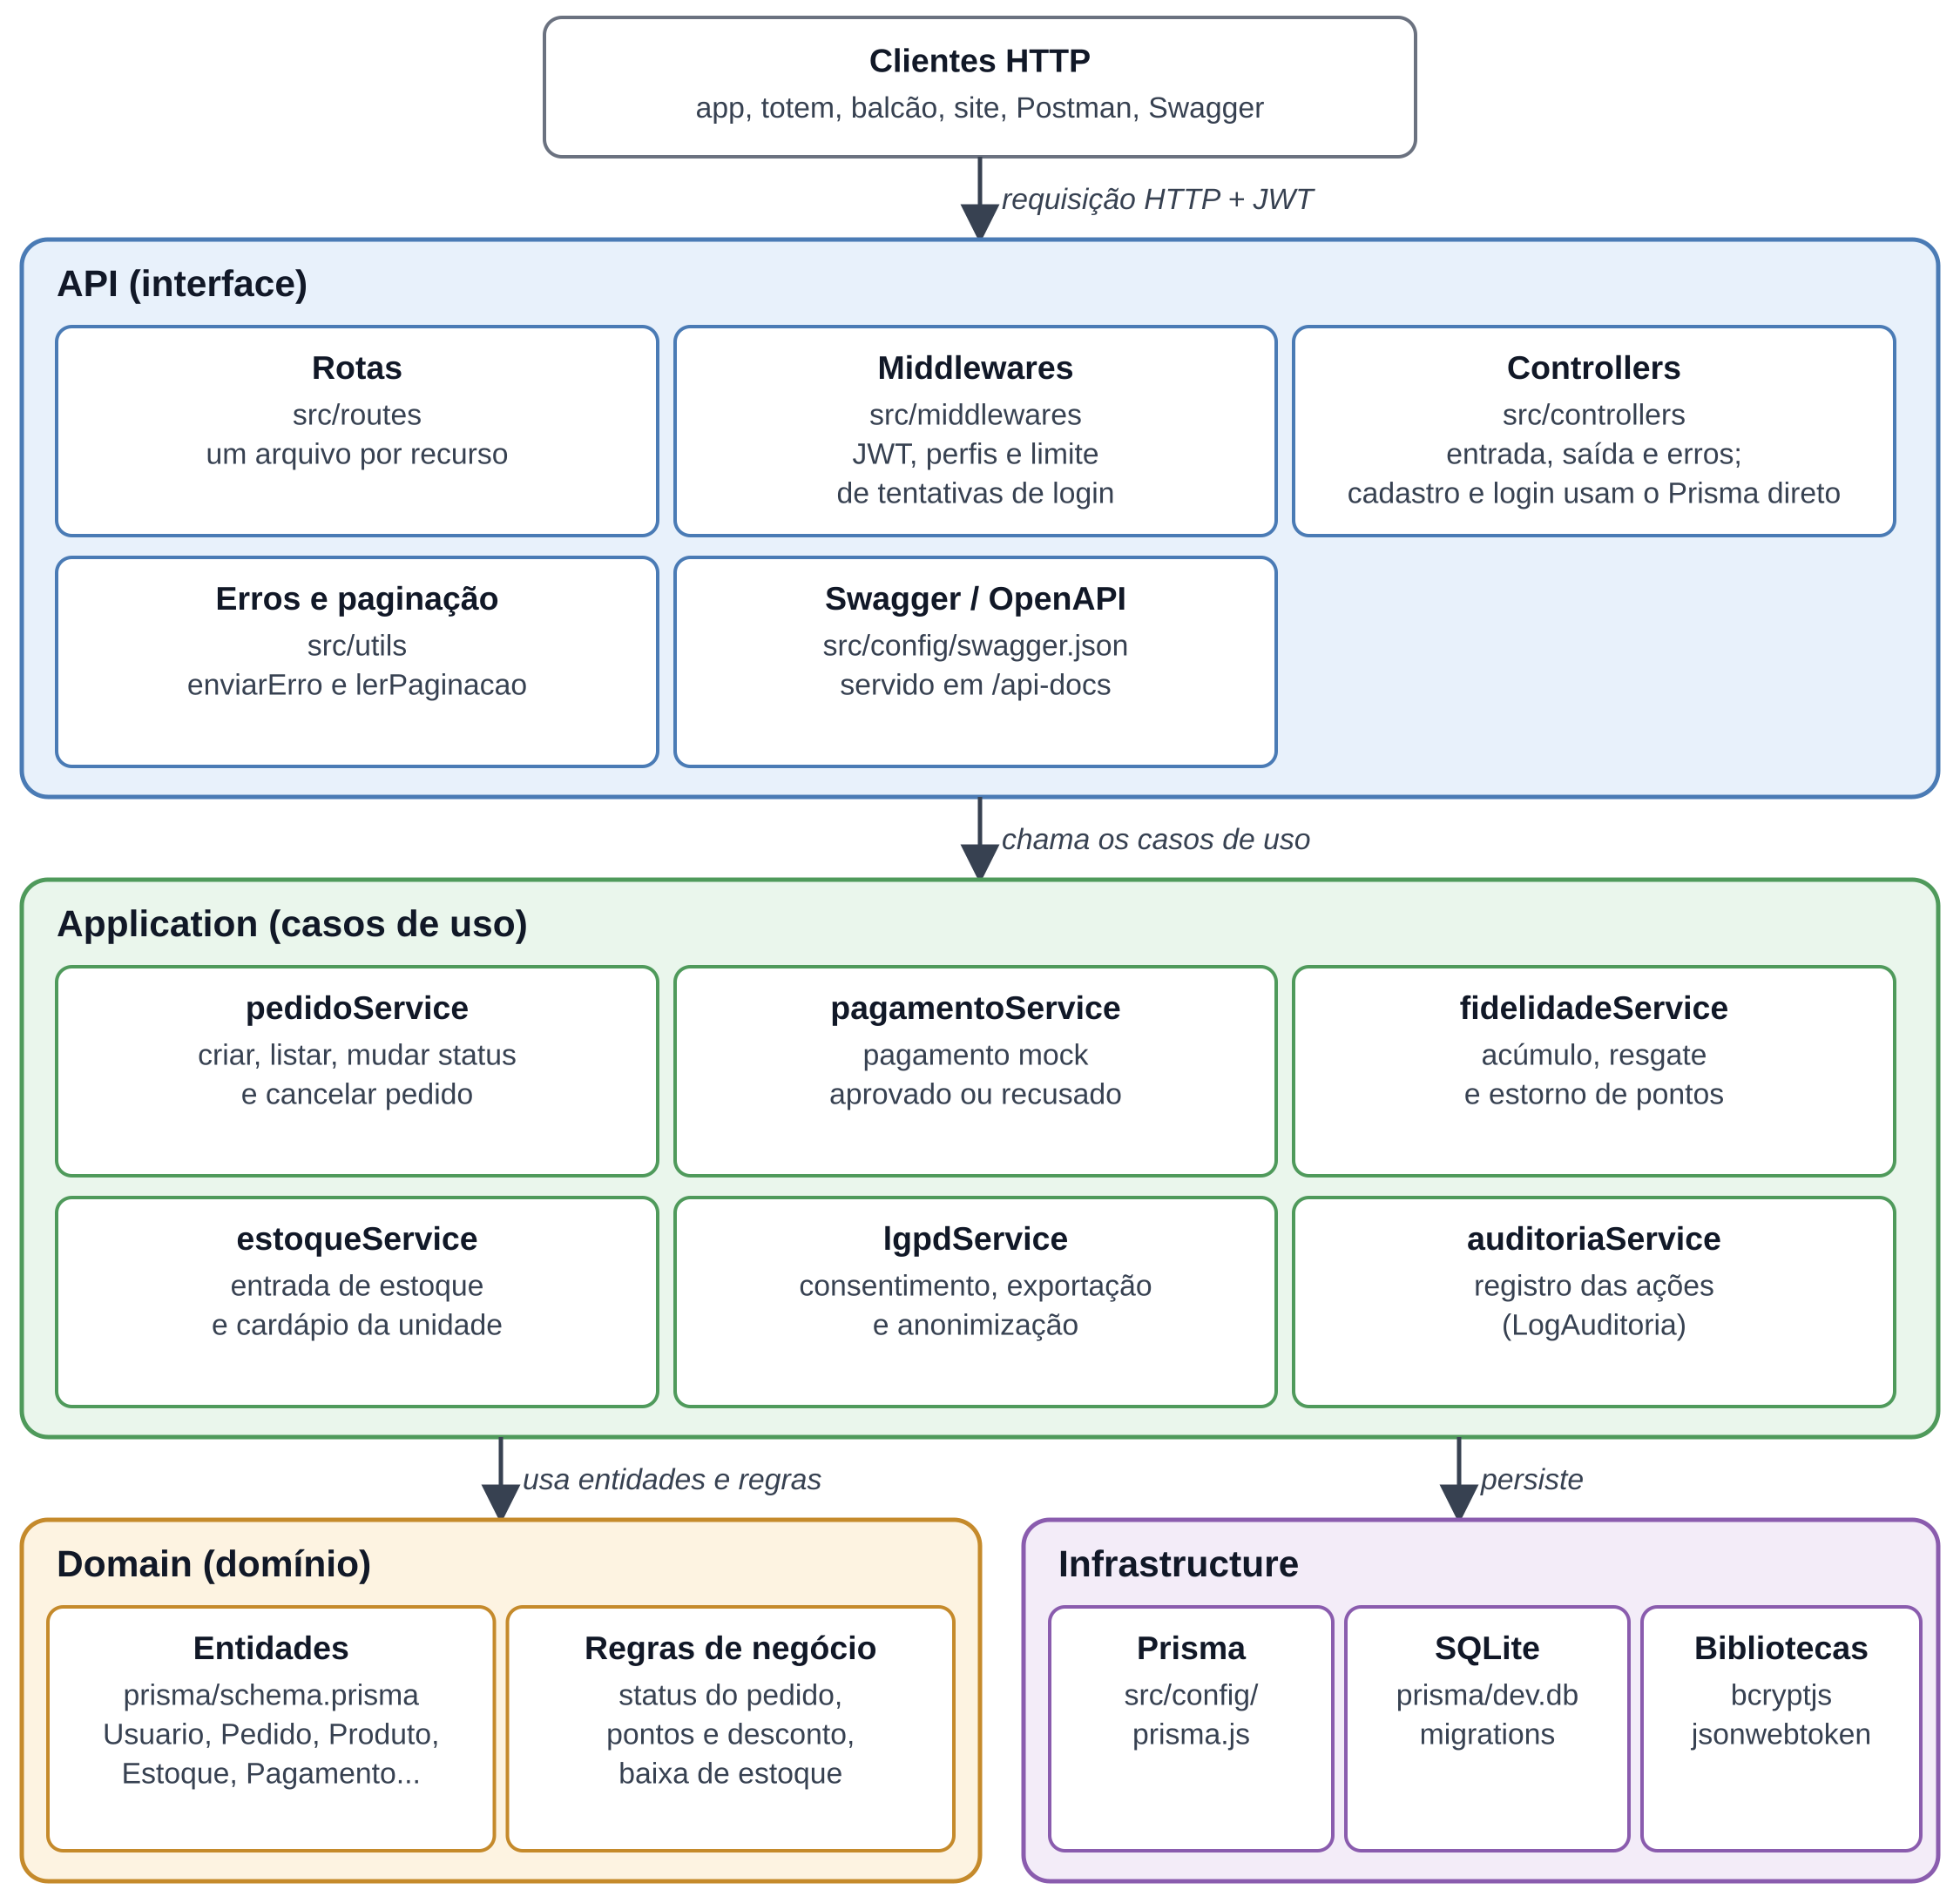 Clientes HTTP
app, totem, balcão, site, Postman, Swagger
requisição HTTP + JWT
API (interface)
Rotas
src/routes
um arquivo por recurso
Middlewares
src/middlewares
JWT, perfis e limite
de tentativas de login
Controllers
src/controllers
entrada, saída e erros;
cadastro e login usam o Prisma direto
Erros e paginação
src/utils
enviarErro e lerPaginacao
Swagger / OpenAPI
src/config/swagger.json
servido em /api-docs
chama os casos de uso
Application (casos de uso)
pedidoService
criar, listar, mudar status
e cancelar pedido
pagamentoService
pagamento mock
aprovado ou recusado
fidelidadeService
acúmulo, resgate
e estorno de pontos
estoqueService
entrada de estoque
e cardápio da unidade
lgpdService
consentimento, exportação
e anonimização
auditoriaService
registro das ações
(LogAuditoria)
usa entidades e regras
persiste
Domain (domínio)
Entidades
prisma/schema.prisma
Usuario, Pedido, Produto,
Estoque, Pagamento...
Regras de negócio
status do pedido,
pontos e desconto,
baixa de estoque
Infrastructure
Prisma
src/config/
prisma.js
SQLite
prisma/dev.db
migrations
Bibliotecas
bcryptjs
jsonwebtoken